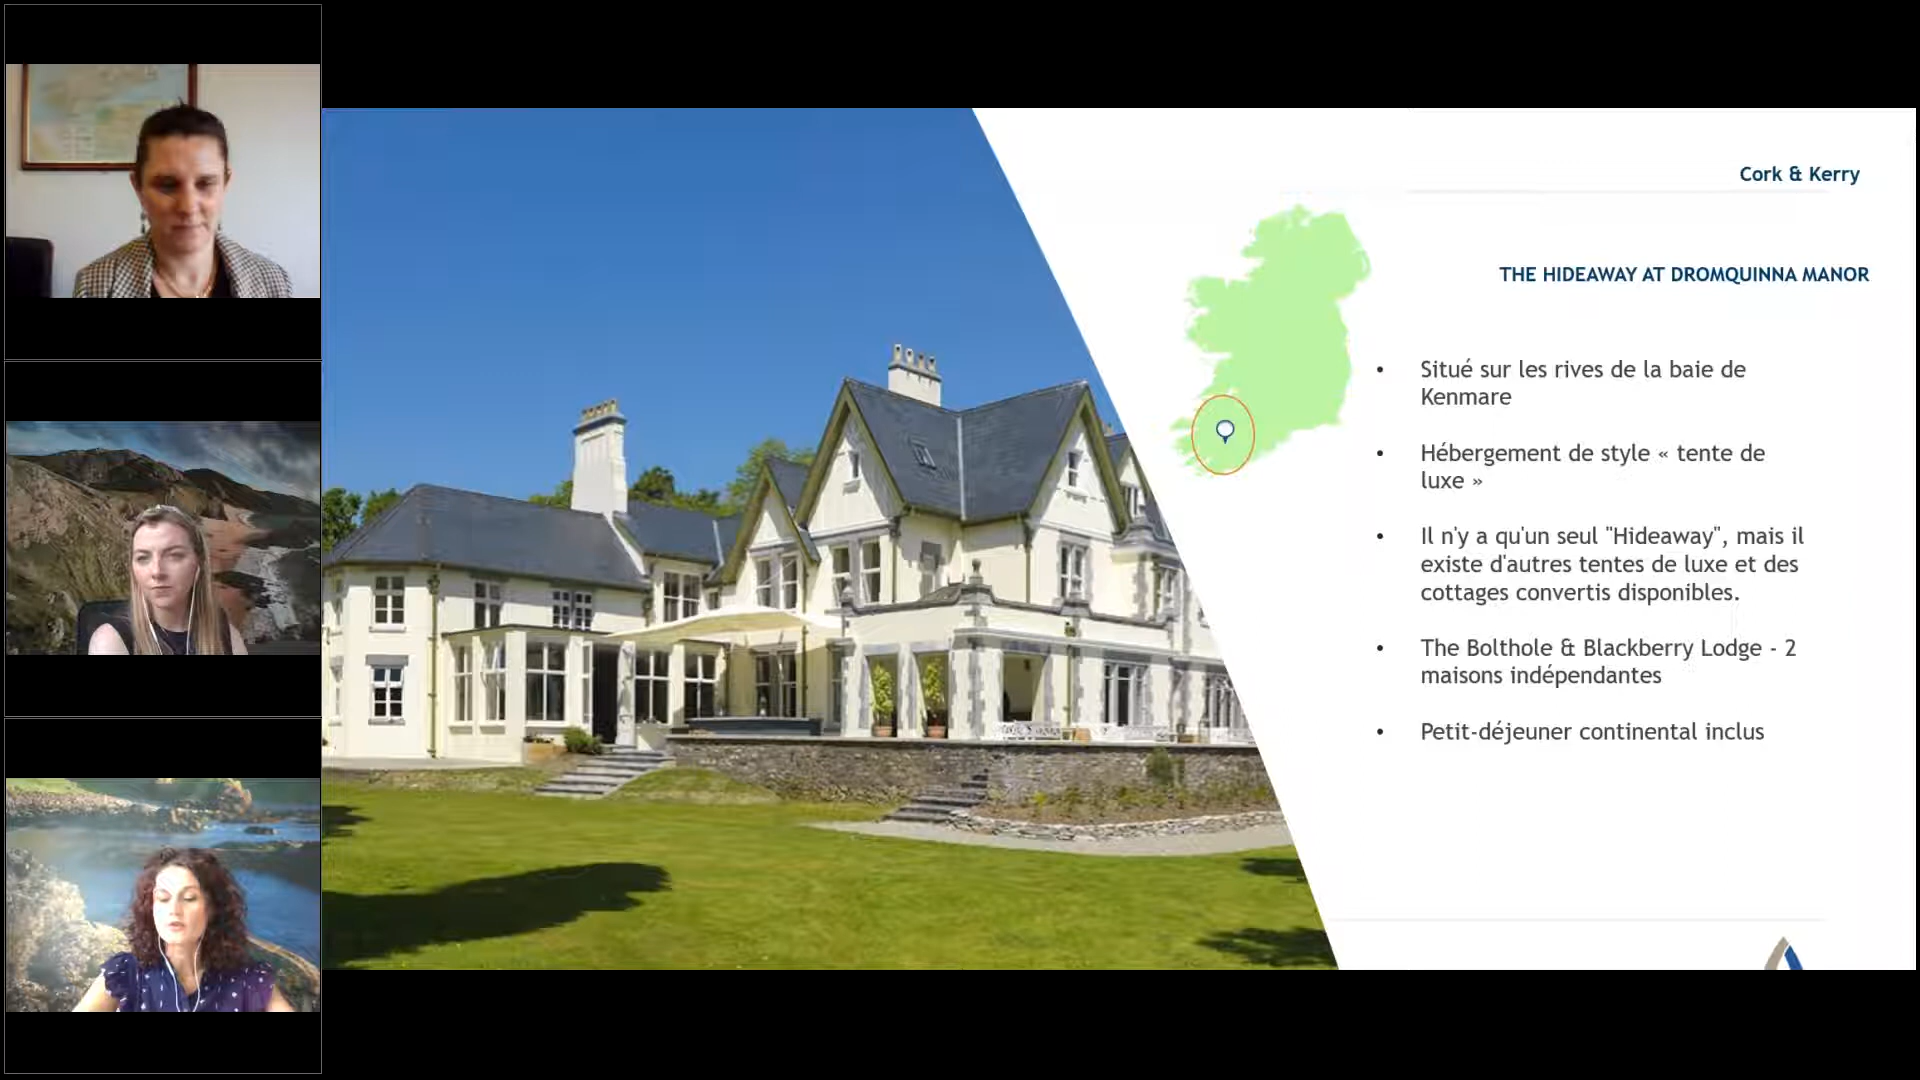 Cork & Kerry
THE HIDEAWAY AT DROMQUINNA MANOR
• Situé sur les rives de la baie de
Kenmare
• Hébergement de style « tente de
luxe »
• Il n'y a qu'un seul "Hideaway", mais il
existe d'autres tentes de luxe et des
cottages convertis disponibles.
• The Bolthole & Blackberry Lodge - 2
maisons indépendantes
• Petit-déjeuner continental inclus